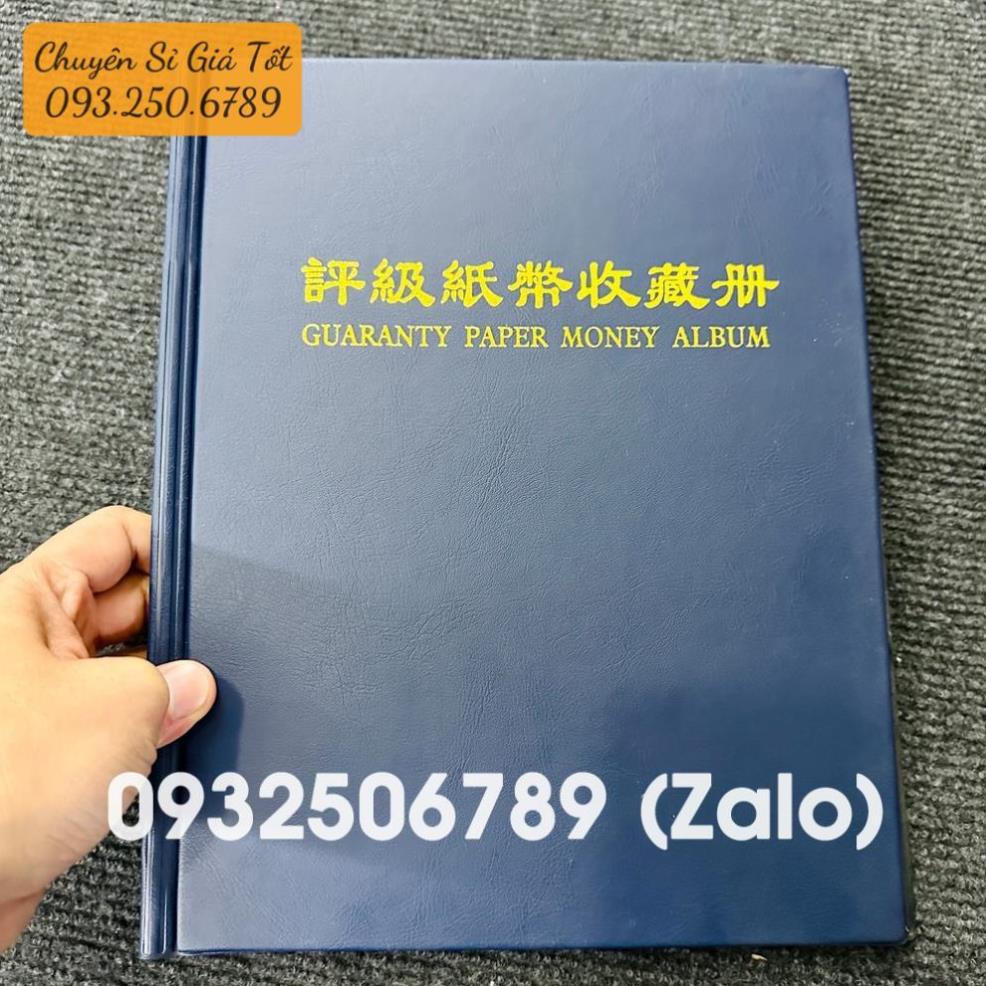 Chuyên Sỉ Giá Tốt
093.250.6789
評級紙幣收藏册
GUARANTY PAPER MONEY ALBUM
0932506789 (Zalo)